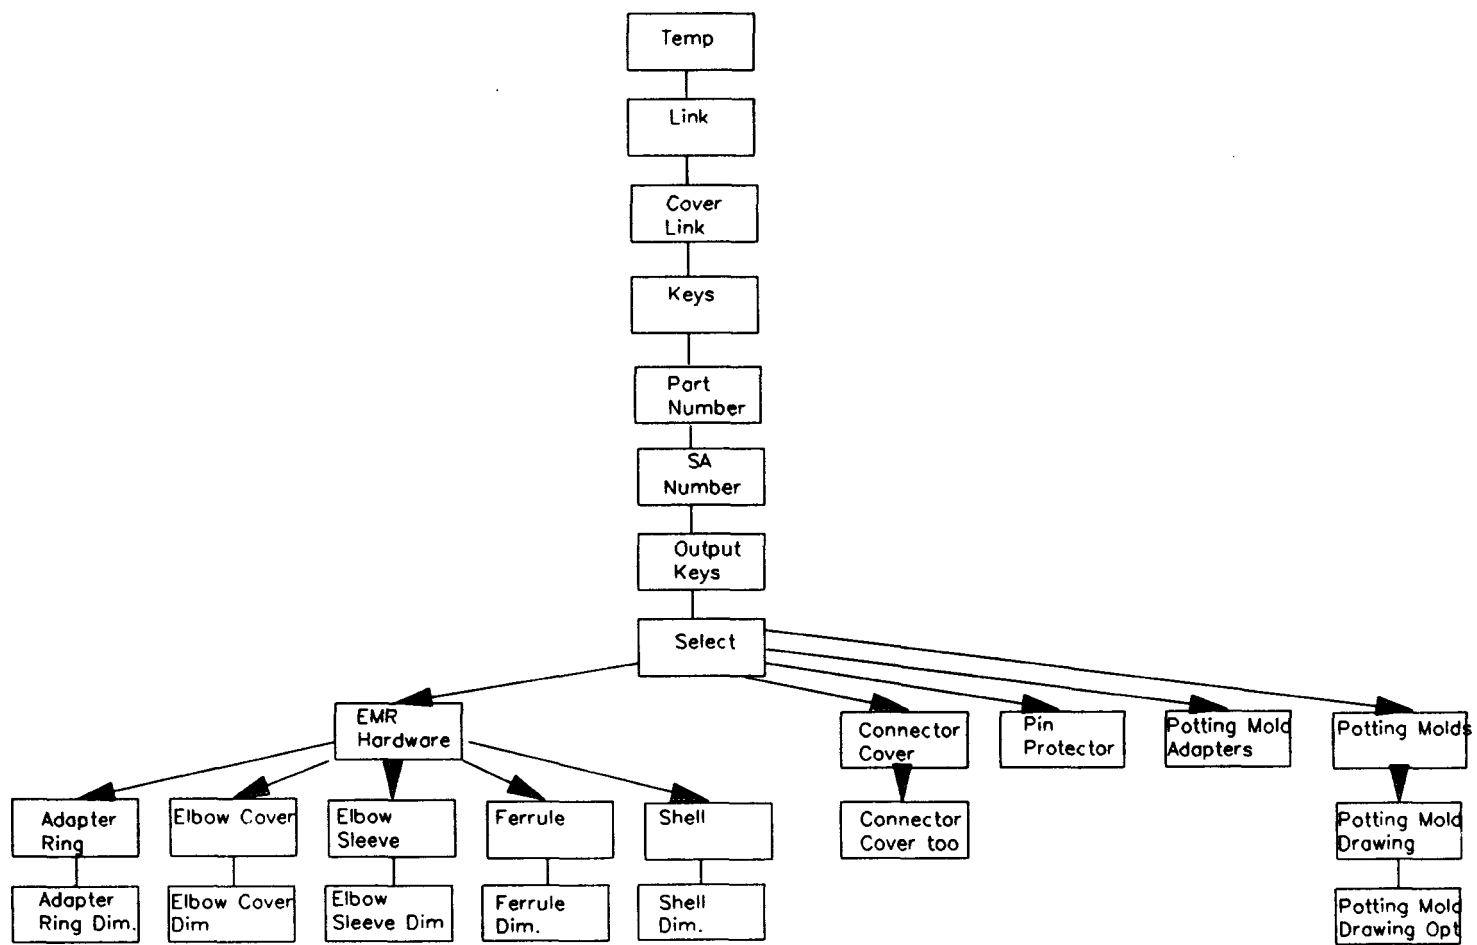 Temp
Link
Cover
Link
Keys
Part
Number
SA
Number
Output
Keys
Select
EMR
Hardware
Connector
Cover
Pin
Protector
Potting Mold
Adapters
Potting Molds
Adapter
Ring
Elbow Cover
Elbow
Sleeve
Ferrule
Shell
Connector
Cover too
Potting Mold
Drawing
Adapter
Ring Dim.
Elbow Cover
Dim
Elbow
Sleeve Dim
Ferrule
Dim.
Shell
Dim.
Potting Mold
Drawing Opt